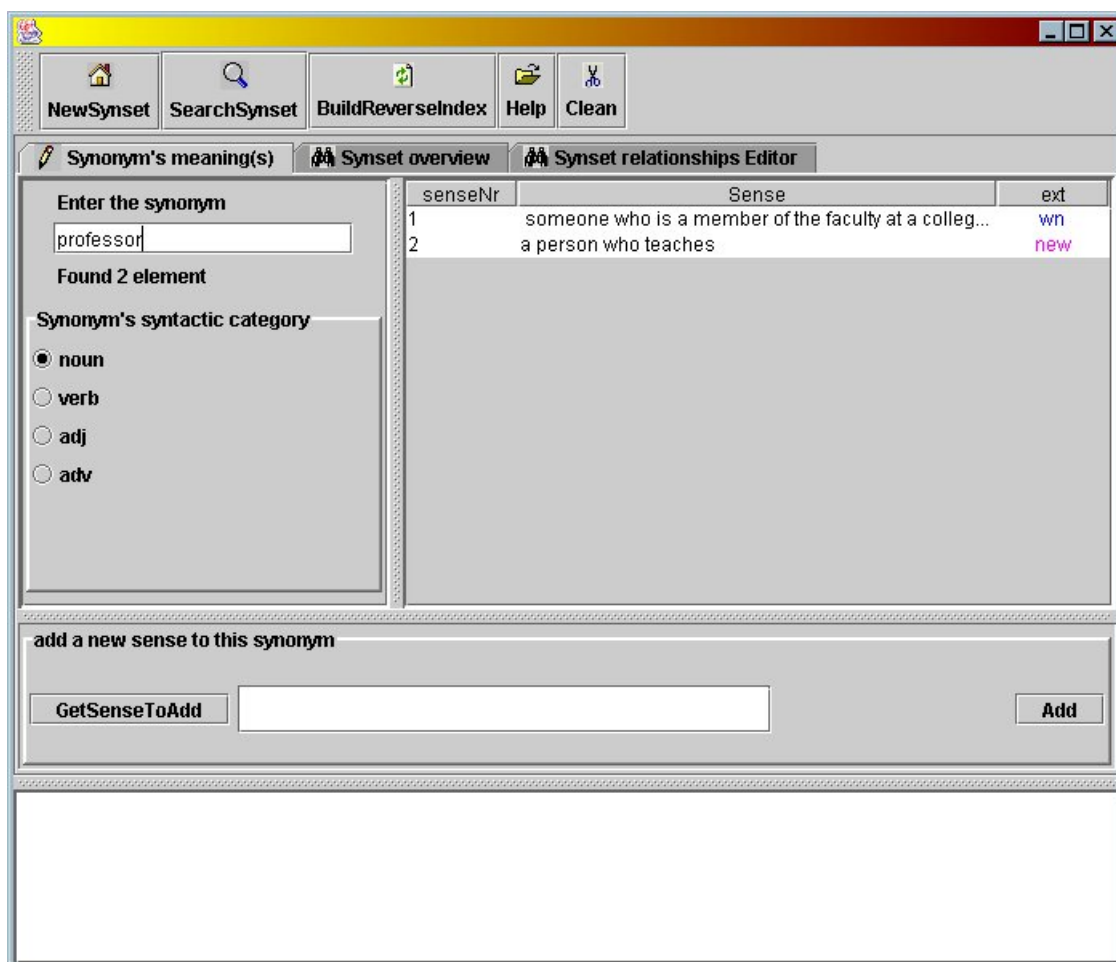 NewSynset SearchSynset BuildReverseIndex Help Clean
Synonym's meaning(s) Synset overview Synset relationships Editor
Enter the synonym
professor
Found 2 element
Synonym's syntactic category
noun
verb
adj
adv
senseNr Sense ext
1 someone who is a member of the faculty at a colleg... wn
2 a person who teaches new
add a new sense to this synonym
GetSenseToAdd Add